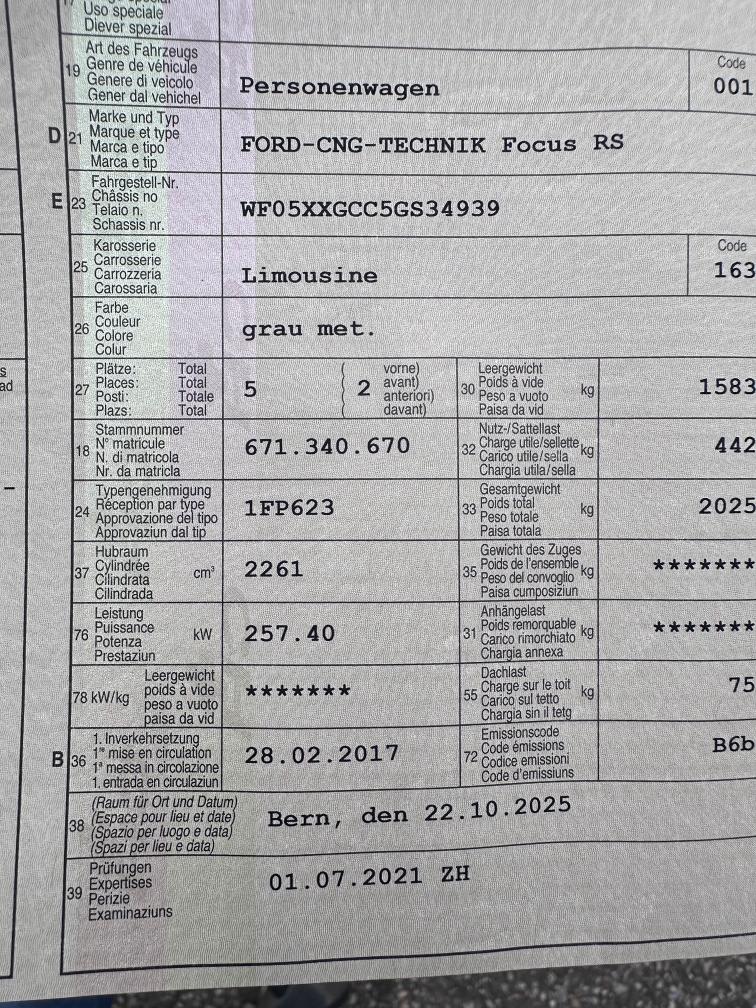 Uso speciale
Diever spezial
19
Art des Fahrzeugs
Genre de véhicule
Genere di veicolo
Gener dal vehichel
Personenwagen
Code
001
D
21
Marke und Typ
Marque et type
Marca e tipo
Marca e tip
FORD-CNG-TECHNIK Focus RS
E
23
Fahrgestell-Nr.
Châssis no
Telaio n.
Schassis nr.
WF05XXGCC5GS34939
25
Karosserie
Carrosserie
Carrozzeria
Carossaria
Limousine
Code
163
26
Farbe
Couleur
Colore
Colur
grau met.
27
Plätze: Total
Places: Total
Posti: Totale
Plazs: Total
5
( 2
vorne)
avant)
anteriori)
davant)
30
Leergewicht
Poids à vide
Peso a vuoto
Paisa da vid
kg
1583
18
Stammnummer
N° matricule
N. di matricola
Nr. da matricla
671.340.670
32
Nutz-/Sattellast
Charge utile/sellette
Carico utile/sella
Chargia utila/sella
kg
442
24
Typengenehmigung
Réception par type
Approvazione del tipo
Approvaziun dal tip
1FP623
33
Gesamtgewicht
Poids total
Peso totale
Paisa totala
kg
2025
37
Hubraum
Cylindrée
Cilindrata
Cilindrada
cm³
2261
35
Gewicht des Zuges
Poids de l'ensemble
Peso del convoglio
Paisa cumposiziun
kg
*******
76
Leistung
Puissance
Potenza
Prestaziun
kW
257.40
31
Anhängelast
Poids remorquable
Carico rimorchiato
Chargia annexa
kg
*******
78 kW/kg
Leergewicht
poids à vide
peso a vuoto
paisa da vid
*******
55
Dachlast
Charge sur le toit
Carico sul tetto
Chargia sin il tetg
kg
75
B
36
1. Inverkehrsetzung
1re mise en circulation
1a messa in circolazione
1. entrada en circulaziun
28.02.2017
72
Emissionscode
Code émissions
Codice emissioni
Code d'emissiuns
B6b
38
(Raum für Ort und Datum)
(Espace pour lieu et date)
(Spazio per luogo e data)
(Spazi per lieu e data)
Bern, den 22.10.2025
39
Prüfungen
Expertises
Perizie
Examinaziuns
01.07.2021 ZH